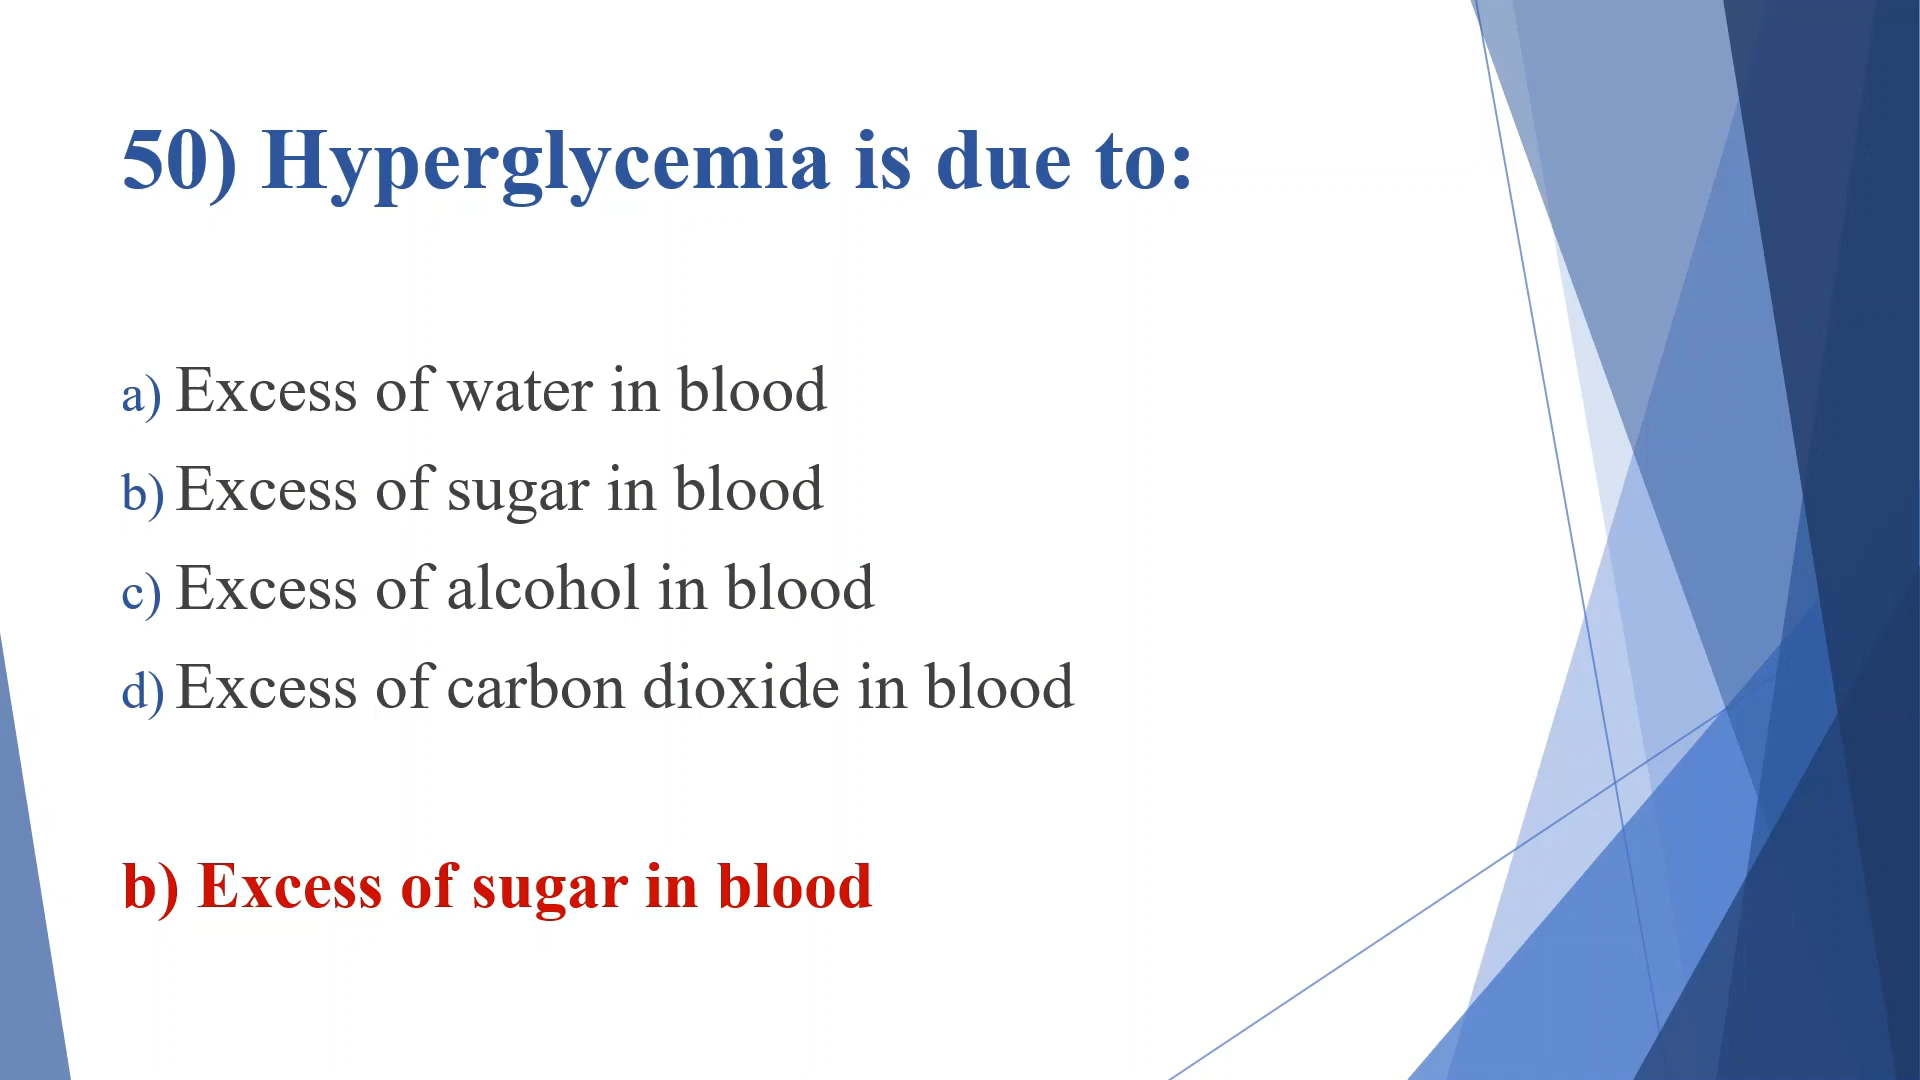 50) Hyperglycemia is due to:
a) Excess of water in blood
b) Excess of sugar in blood
c) Excess of alcohol in blood
d) Excess of carbon dioxide in blood
b) Excess of sugar in blood